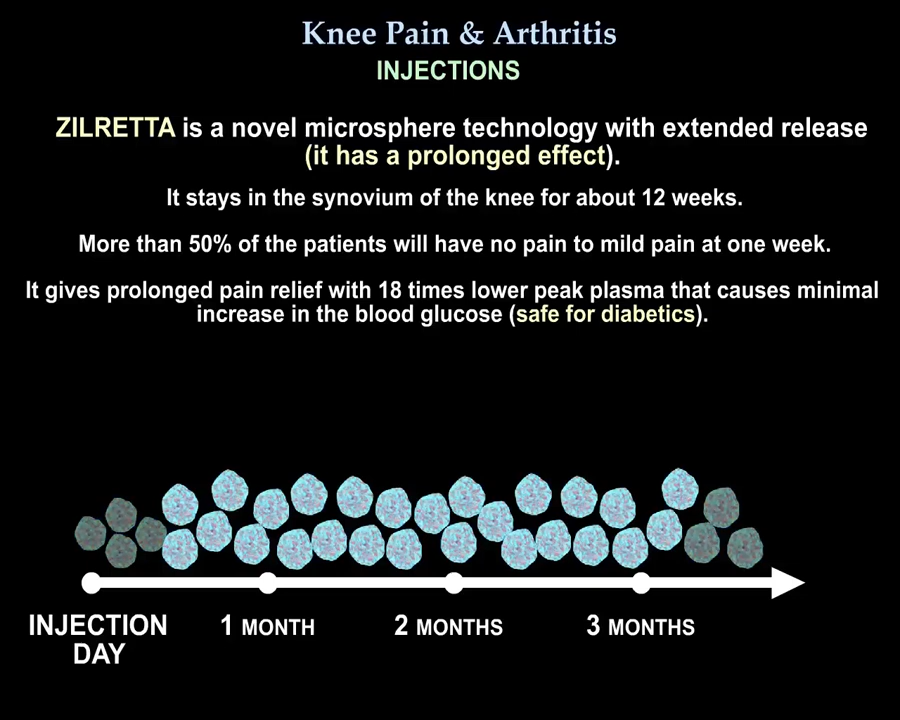 Knee Pain & Arthritis
INJECTIONS
ZILRETTA is a novel microsphere technology with extended release
(it has a prolonged effect).
It stays in the synovium of the knee for about 12 weeks.
More than 50% of the patients will have no pain to mild pain at one week.
It gives prolonged pain relief with 18 times lower peak plasma that causes minimal
increase in the blood glucose (safe for diabetics).
INJECTION
DAY
1 MONTH
2 MONTHS
3 MONTHS